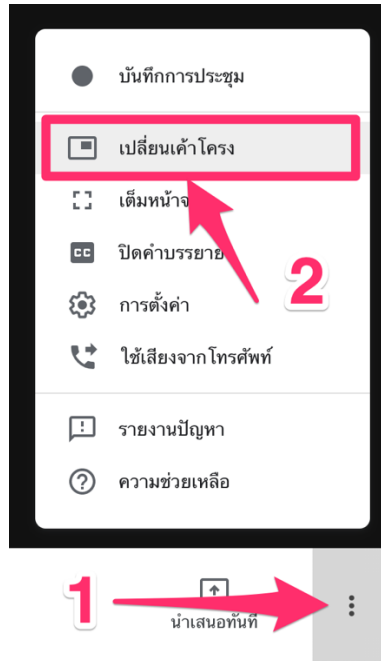 บันทึกการประชุม
เปลี่ยนเค้าโครง
เต็มหน้าจ
CC ปิดคำบรรยาย
2
การตั้งค่า
ใช้เสียงจากโทรศัพท์
รายงานปัญหา
ความช่วยเหลือ
1
นำเสนอทันที